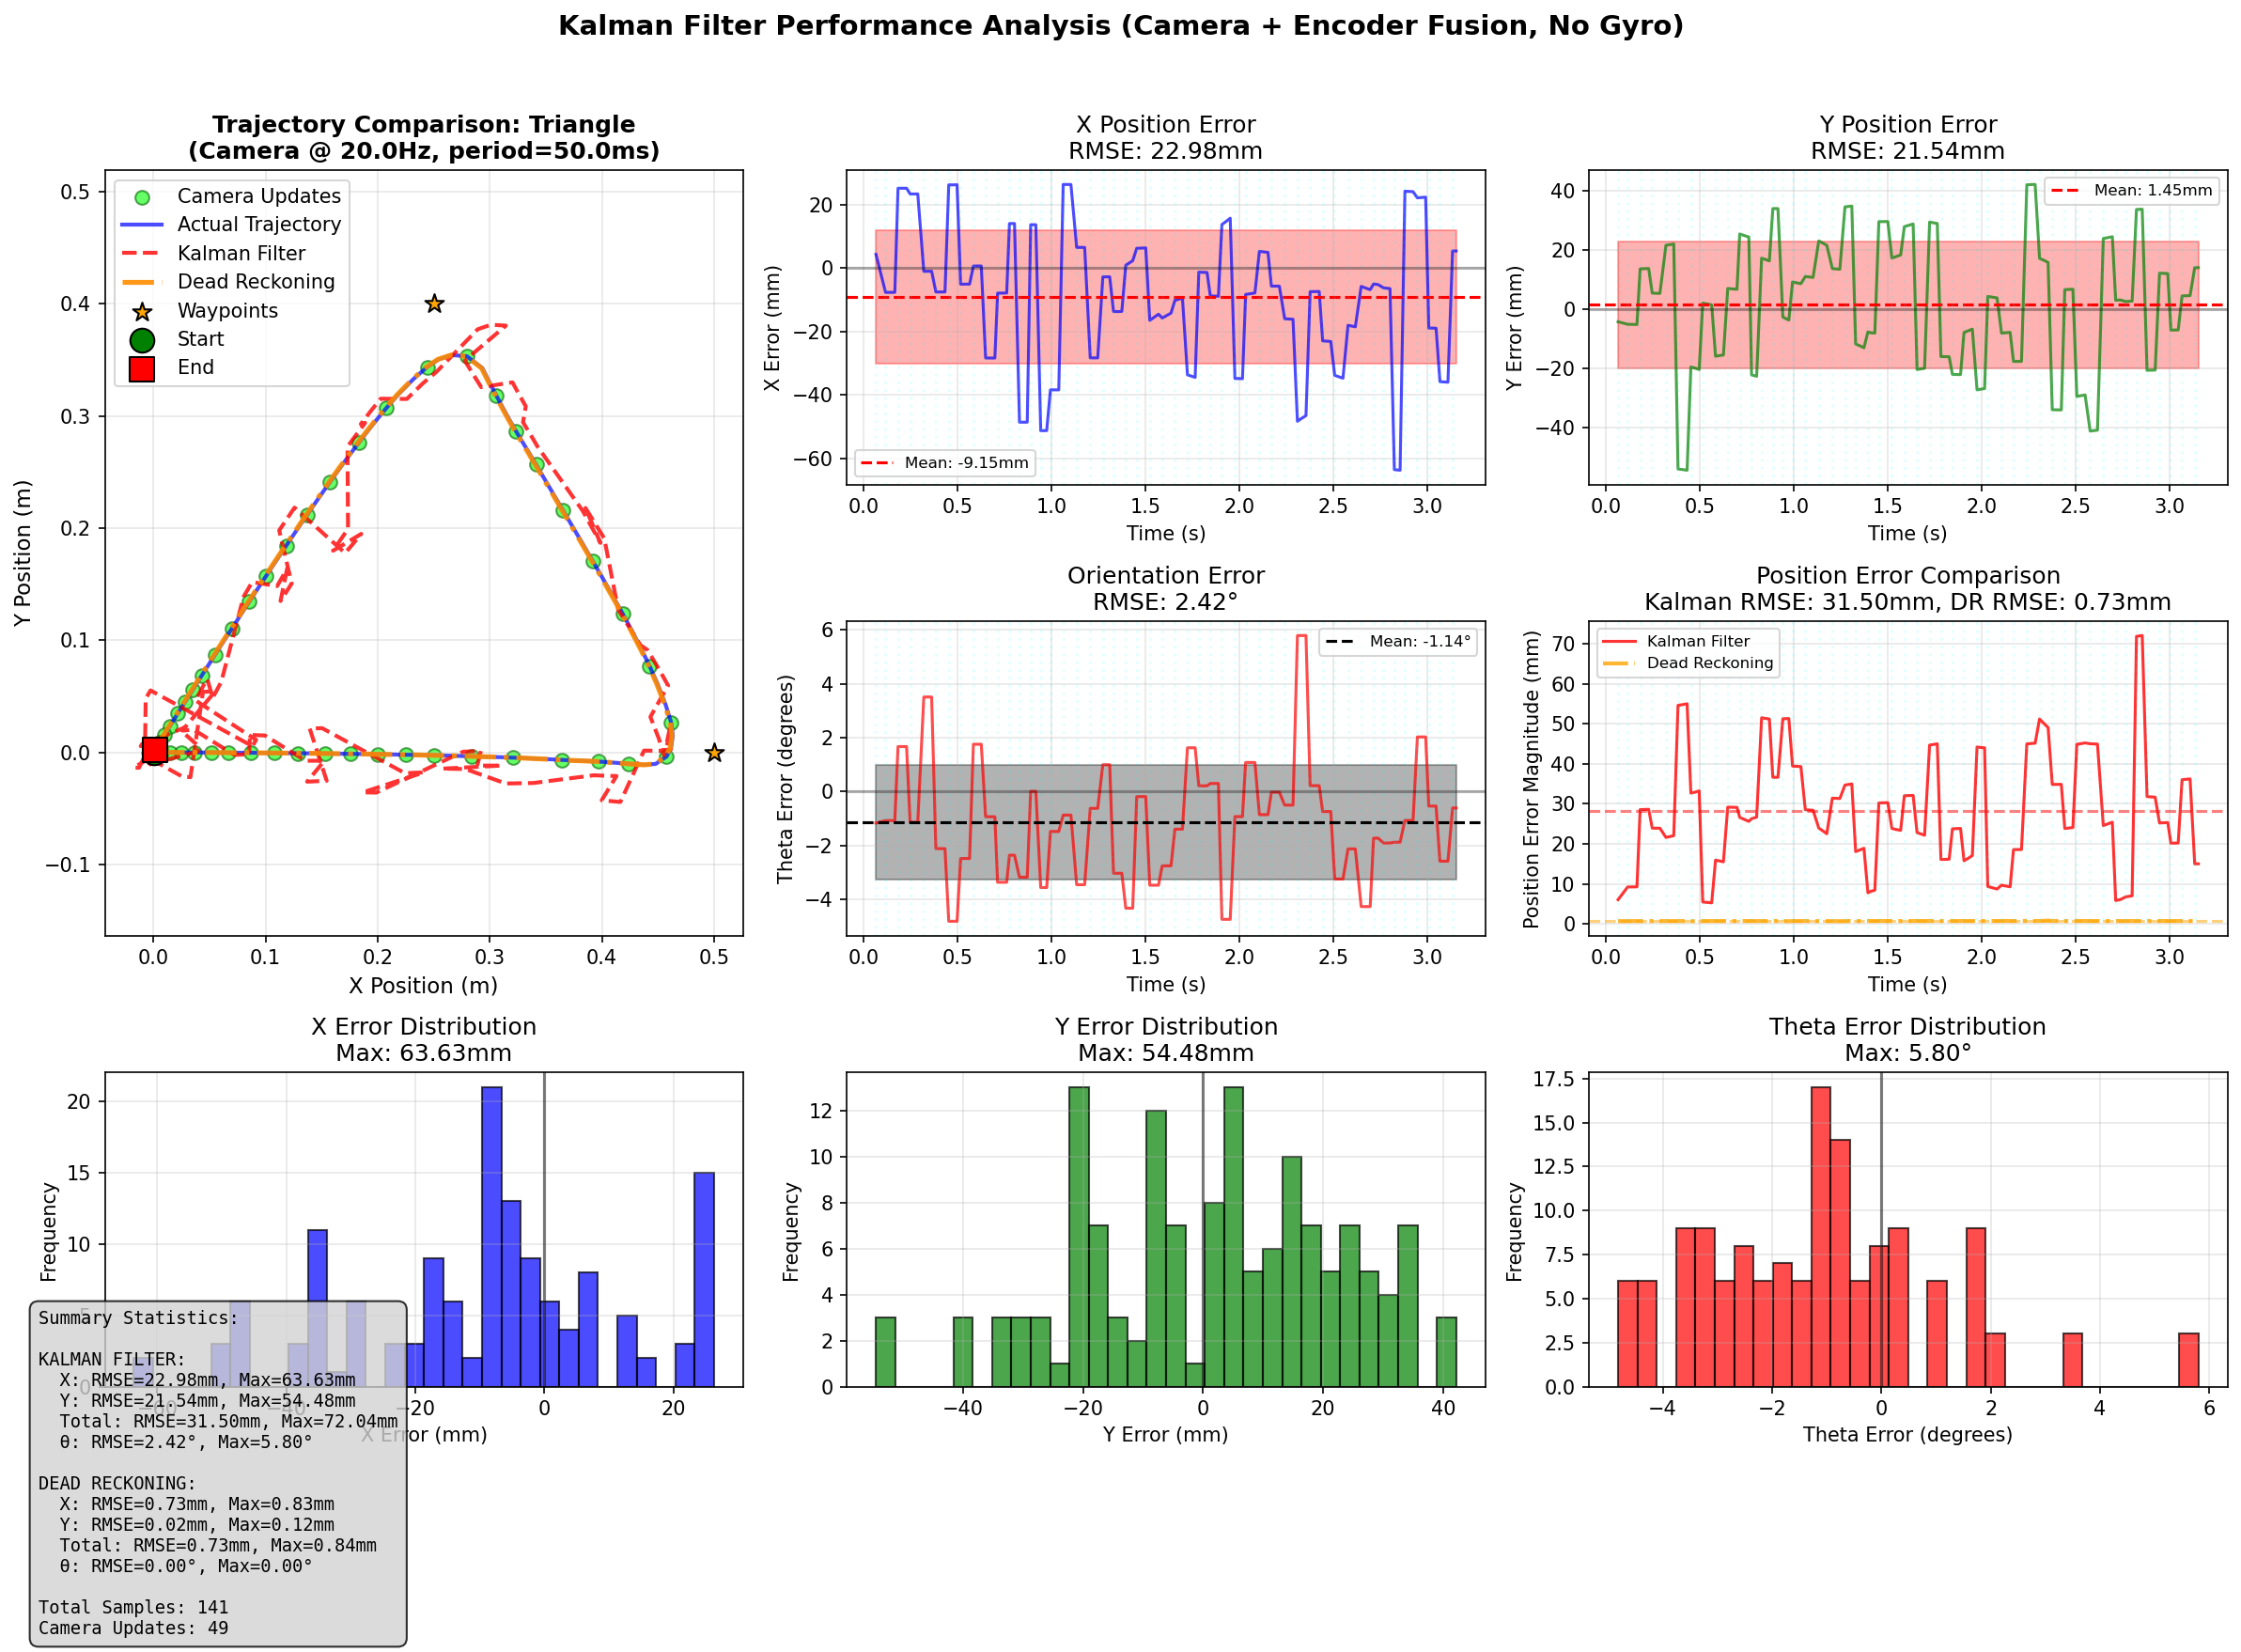 Kalman Filter Performance Analysis (Camera + Encoder Fusion, No Gyro)
Trajectory Comparison: Triangle
(Camera @ 20.0Hz, period=50.0ms)
Camera Updates
Actual Trajectory
Kalman Filter
Dead Reckoning
Waypoints
Start
End
0.5
0.4
0.3
0.2
0.1
0.0
−0.1
Y Position (m)
0.0 0.1 0.2 0.3 0.4 0.5
X Position (m)
X Position Error
RMSE: 22.98mm
20
0
−20
−40
−60
X Error (mm)
Mean: -9.15mm
0.0 0.5 1.0 1.5 2.0 2.5 3.0
Time (s)
Y Position Error
RMSE: 21.54mm
Mean: 1.45mm
40
20
0
−20
−40
Y Error (mm)
0.0 0.5 1.0 1.5 2.0 2.5 3.0
Time (s)
Orientation Error
RMSE: 2.42°
Mean: -1.14°
6
4
2
0
−2
−4
Theta Error (degrees)
0.0 0.5 1.0 1.5 2.0 2.5 3.0
Time (s)
Position Error Comparison
Kalman RMSE: 31.50mm, DR RMSE: 0.73mm
Kalman Filter
Dead Reckoning
70
60
50
40
30
20
10
0
Position Error Magnitude (mm)
0.0 0.5 1.0 1.5 2.0 2.5 3.0
Time (s)
X Error Distribution
Max: 63.63mm
20
15
10
5
0
Frequency
−60 −40 −20 0 20
X Error (mm)
Y Error Distribution
Max: 54.48mm
12
10
8
6
4
2
0
Frequency
−40 −20 0 20 40
Y Error (mm)
Theta Error Distribution
Max: 5.80°
17.5
15.0
12.5
10.0
7.5
5.0
2.5
0.0
Frequency
−4 −2 0 2 4 6
Theta Error (degrees)
Summary Statistics:
KALMAN FILTER:
X: RMSE=22.98mm, Max=63.63mm
Y: RMSE=21.54mm, Max=54.48mm
Total: RMSE=31.50mm, Max=72.04mm
θ: RMSE=2.42°, Max=5.80°
DEAD RECKONING:
X: RMSE=0.73mm, Max=0.83mm
Y: RMSE=0.02mm, Max=0.12mm
Total: RMSE=0.73mm, Max=0.84mm
θ: RMSE=0.00°, Max=0.00°
Total Samples: 141
Camera Updates: 49